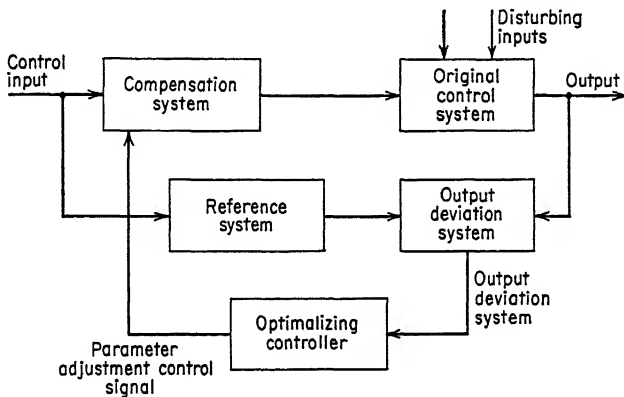 Disturbing
inputs
Control
input
Compensation
system
Original
control
system
Output
Reference
system
Output
deviation
system
Output
deviation
system
Optimalizing
controller
Parameter
adjustment control
signal